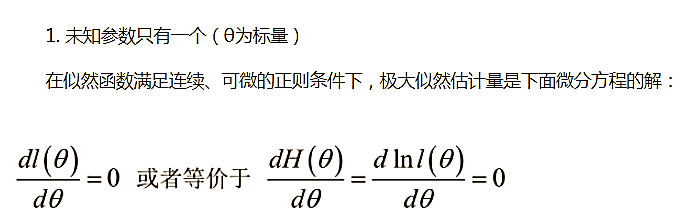 1. 未知参数只有一个（θ为标量）
在似然函数满足连续、可微的正则条件下，极大似然估计量是下面微分方程的解：
dl(θ)/dθ=0 或者等价于 dH(θ)/dθ=d ln l(θ)/dθ=0